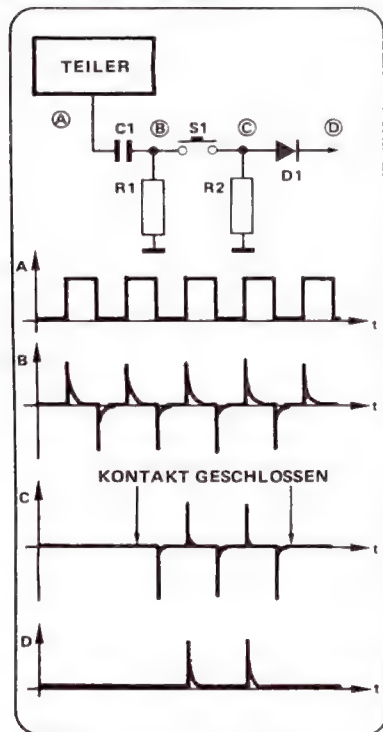 TEILER
Ⓐ C1 Ⓑ S1 Ⓒ Ⓓ
R1 R2 D1
A
t
B
t
KONTAKT GESCHLOSSEN
C
t
D
t